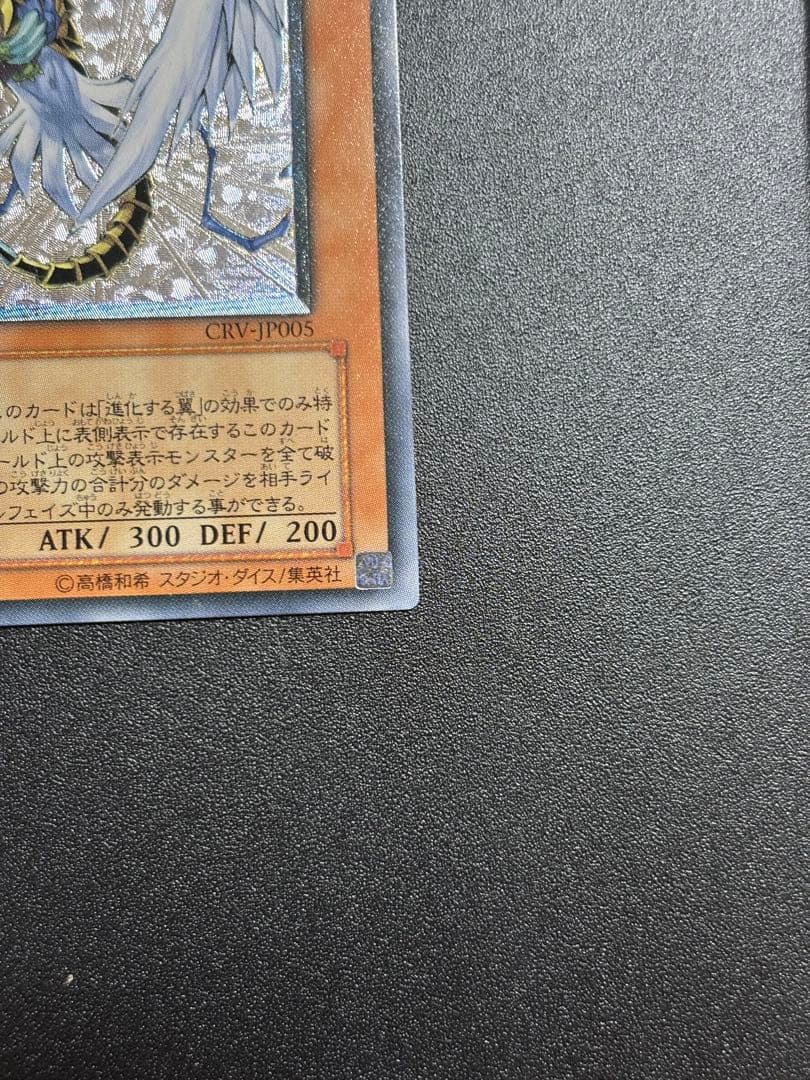 CRV-JP005
このカードは「進化する翼」の効果でのみ特
ルド上に表側表示で存在するこのカード
ールド上の攻撃表示モンスターを全て破
の攻撃力の合計分のダメージを相手ライ
ルフェイズ中のみ発動する事ができる。
ATK/ 300 DEF/ 200
©高橋和希 スタジオ・ダイス/集英社